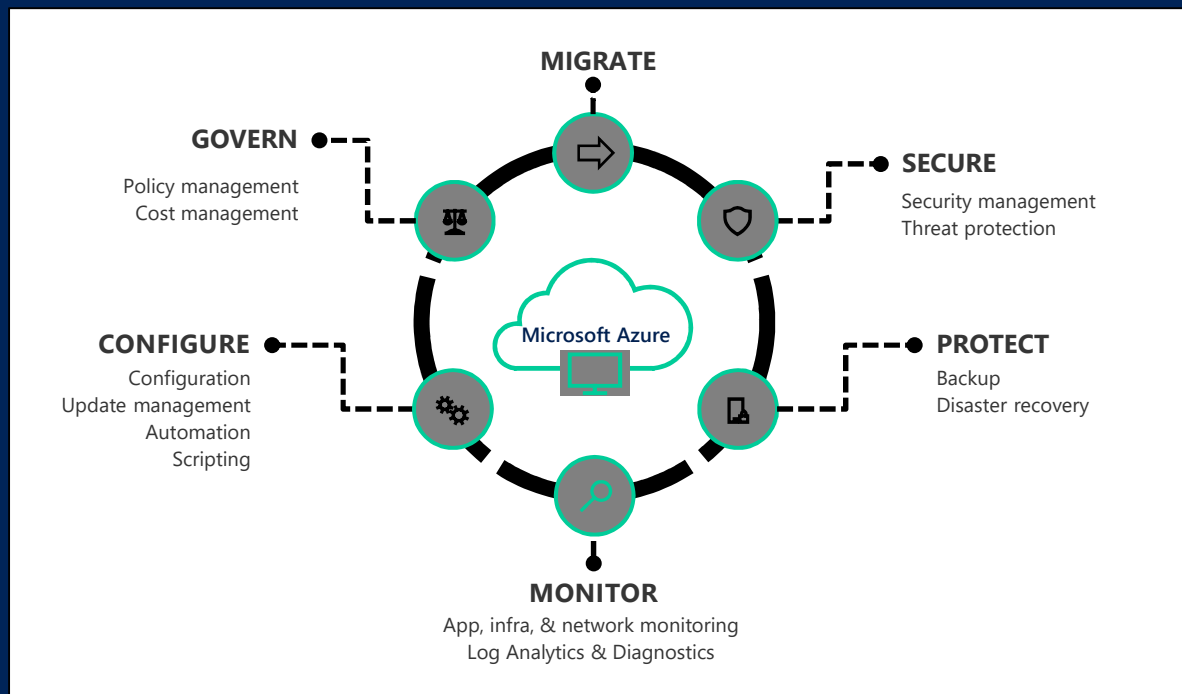 MIGRATE
GOVERN
Policy management
Cost management
SECURE
Security management
Threat protection
Microsoft Azure
CONFIGURE
Configuration
Update management
Automation
Scripting
PROTECT
Backup
Disaster recovery
MONITOR
App, infra, & network monitoring
Log Analytics & Diagnostics